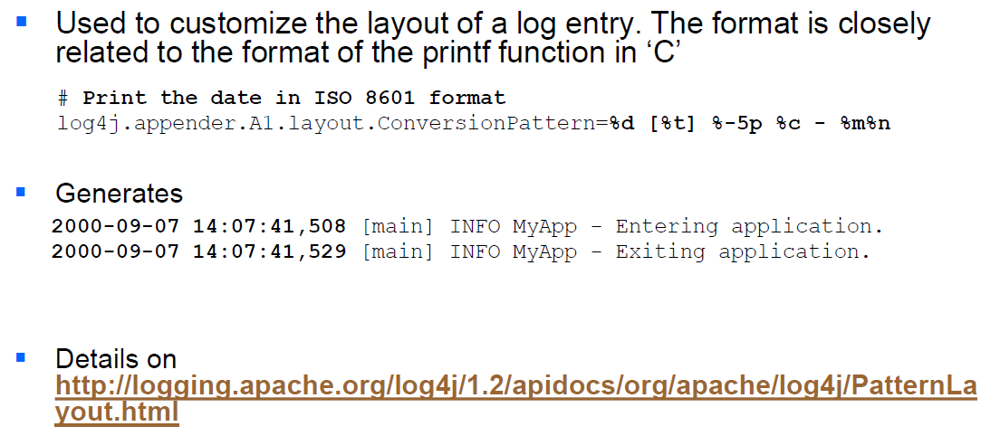 Used to customize the layout of a log entry. The format is closely
related to the format of the printf function in ‘C’
# Print the date in ISO 8601 format
log4j.appender.A1.layout.ConversionPattern=%d [%t] %-5p %c - %m%n
Generates
2000-09-07 14:07:41,508 [main] INFO MyApp - Entering application.
2000-09-07 14:07:41,529 [main] INFO MyApp - Exiting application.
Details on
http://logging.apache.org/log4j/1.2/apidocs/org/apache/log4j/PatternLa
yout.html